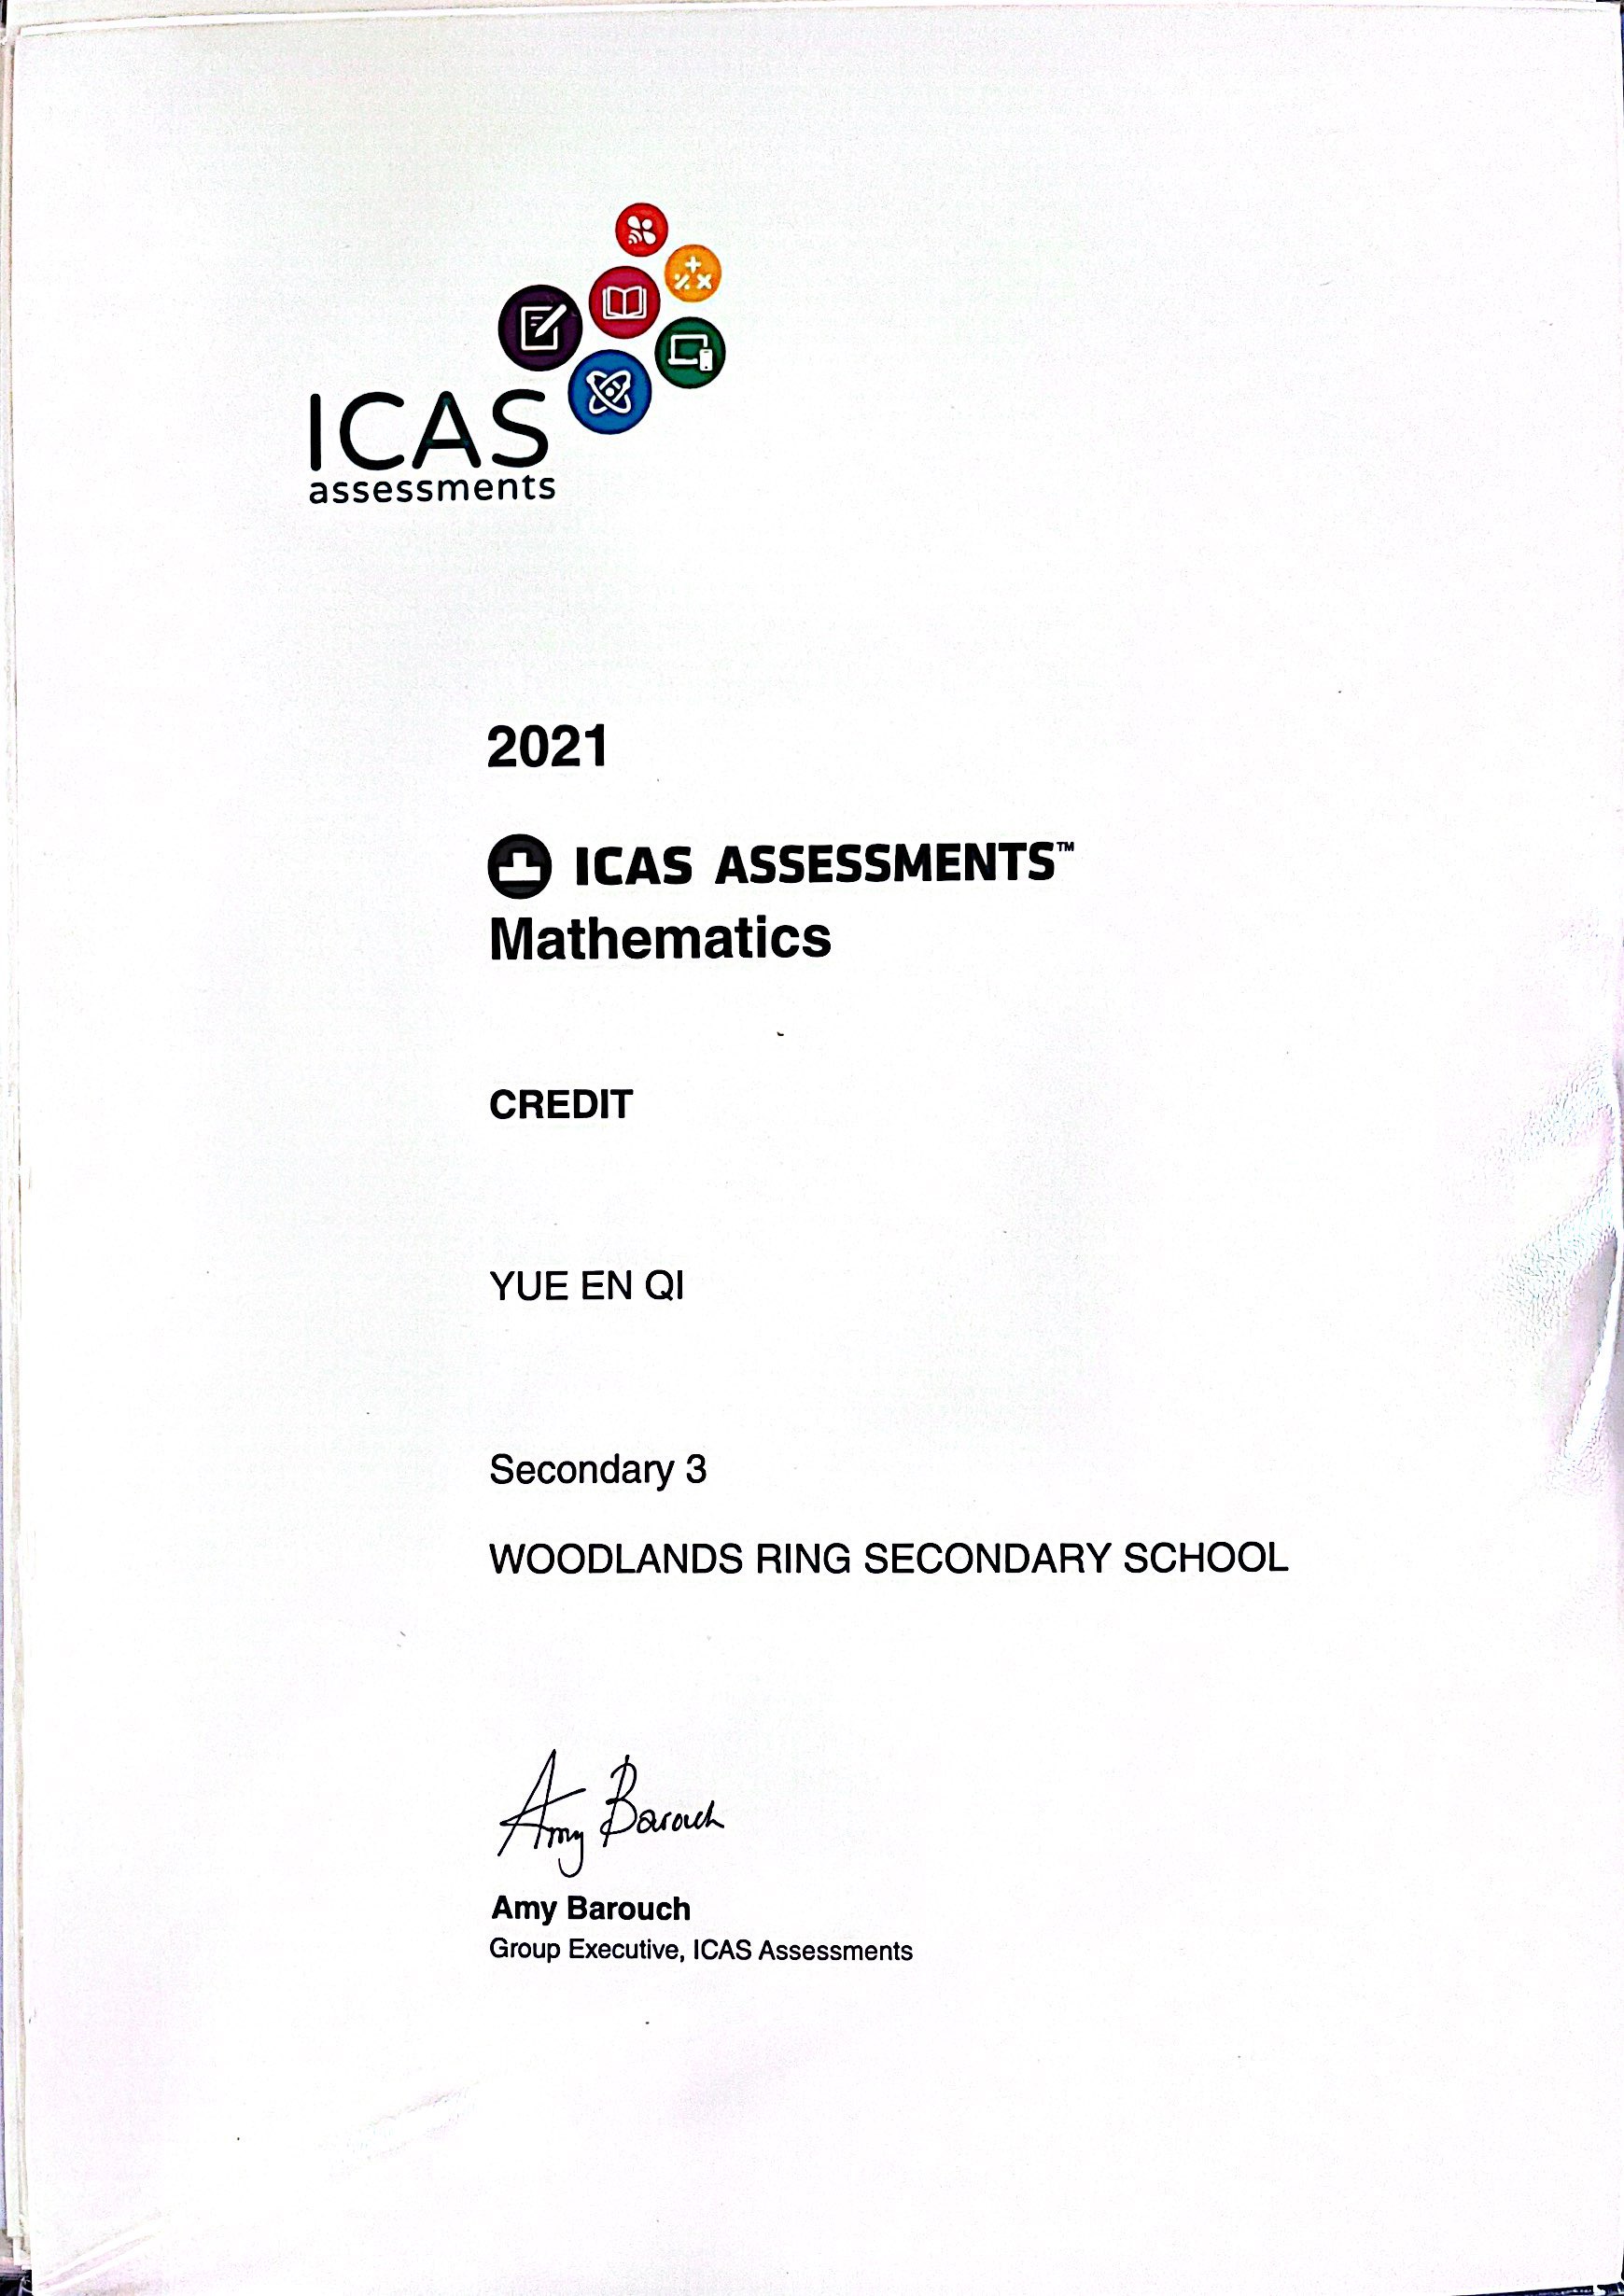 ICAS
assessments
2021
ICAS ASSESSMENTS™
Mathematics
CREDIT
YUE EN QI
Secondary 3
WOODLANDS RING SECONDARY SCHOOL
Amy Barouch
Amy Barouch
Group Executive, ICAS Assessments